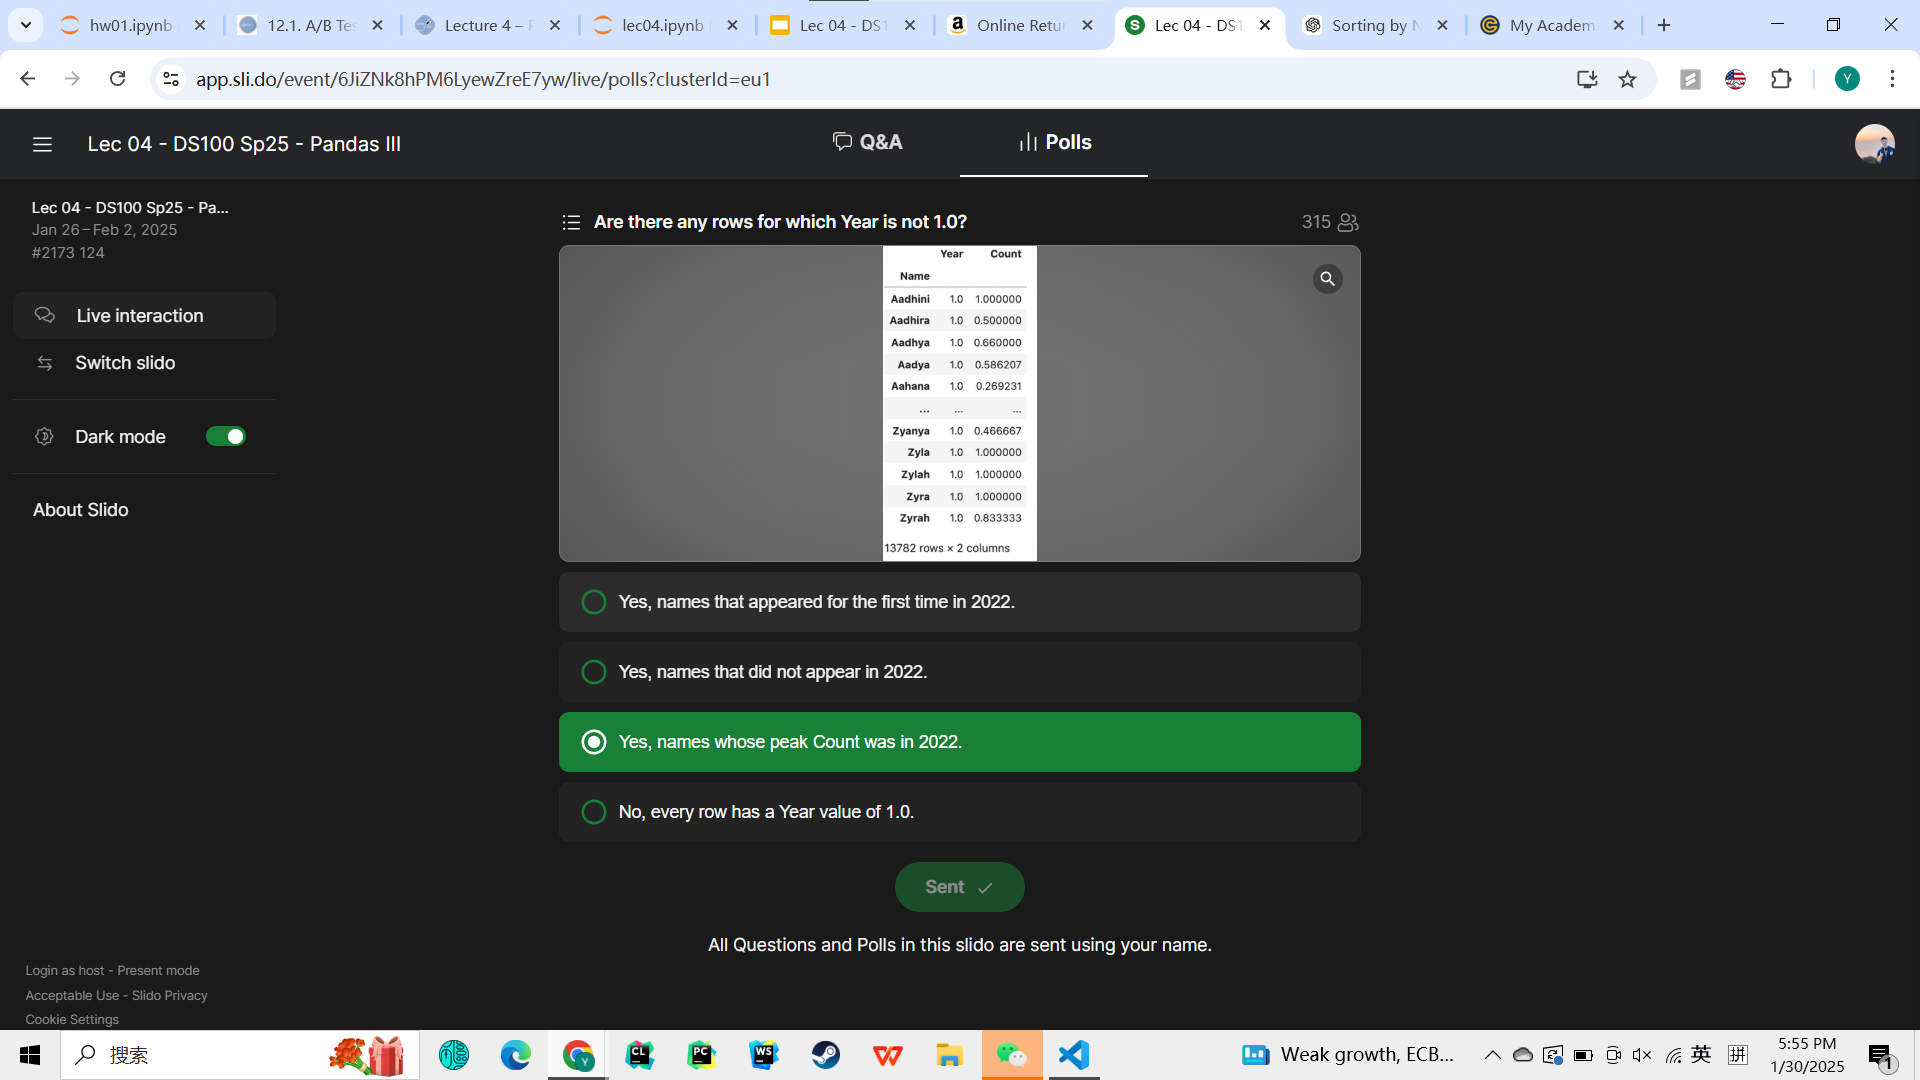 hw01.ipynb
12.1. A/B Tes
Lecture 4 –
lec04.ipynb
Lec 04 - DS1
Online Retur
Lec 04 - DS1
Sorting by N
My Academi
app.sli.do/event/6JiZNk8hPM6LyewZreE7yw/live/polls?clusterId=eu1
Y
Lec 04 - DS100 Sp25 - Pandas III
Q&A
Polls
Lec 04 - DS100 Sp25 - Pa...
Jan 26 – Feb 2, 2025
#2173 124
Live interaction
Switch slido
Dark mode
About Slido
Are there any rows for which Year is not 1.0?
315
Year Count
Name
Aadhini 1.0 1.000000
Aadhira 1.0 0.500000
Aadhya 1.0 0.660000
Aadya 1.0 0.586207
Aahana 1.0 0.269231
... ... ...
Zyanya 1.0 0.466667
Zyla 1.0 1.000000
Zylah 1.0 1.000000
Zyra 1.0 1.000000
Zyrah 1.0 0.833333
13782 rows × 2 columns
Yes, names that appeared for the first time in 2022.
Yes, names that did not appear in 2022.
Yes, names whose peak Count was in 2022.
No, every row has a Year value of 1.0.
Sent
All Questions and Polls in this slido are sent using your name.
Login as host - Present mode
Acceptable Use - Slido Privacy
Cookie Settings
搜索
Weak growth, ECB...
英
拼
5:55 PM
1/30/2025
1